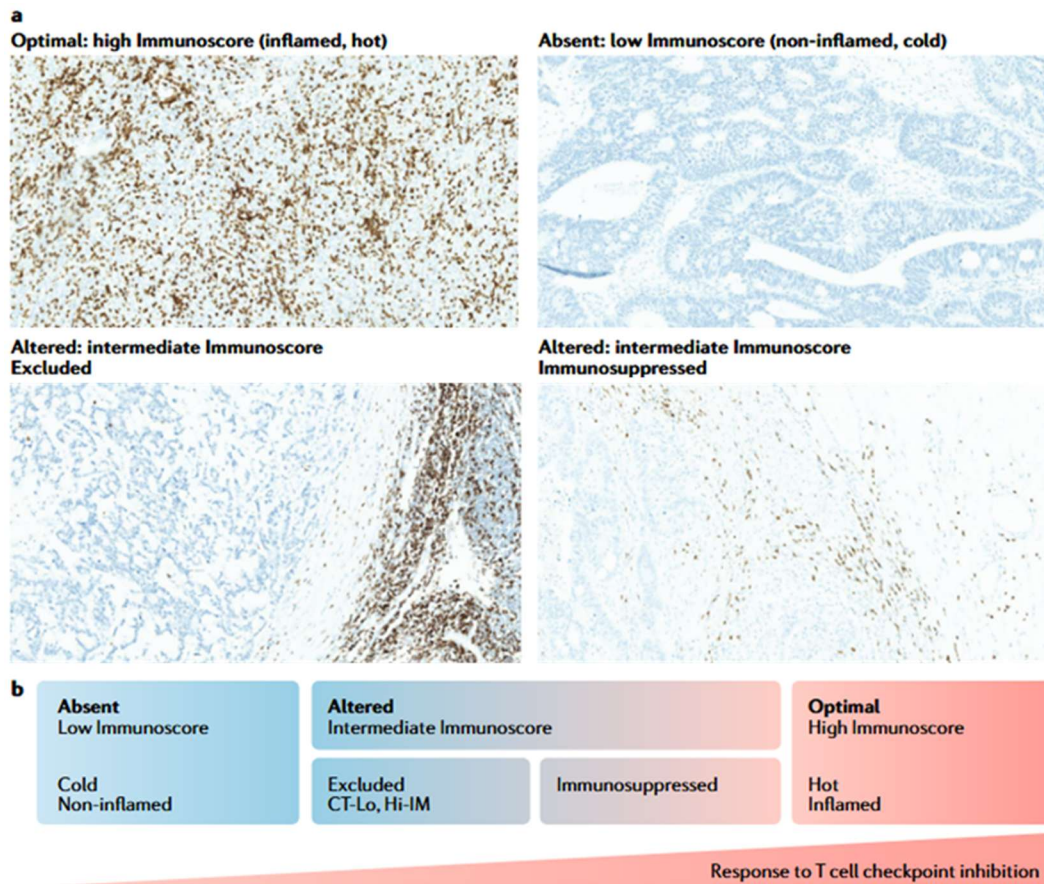 a
Optimal: high Immunoscore (inflamed, hot)
Absent: low Immunoscore (non-inflamed, cold)
Altered: intermediate Immunoscore
Excluded
Altered: intermediate Immunoscore
Immunosuppressed
b
Absent
Low Immunoscore
Cold
Non-inflamed
Altered
Intermediate Immunoscore
Excluded
CT-Lo, Hi-IM
Immunosuppressed
Optimal
High Immunoscore
Hot
Inflamed
Response to T cell checkpoint inhibition